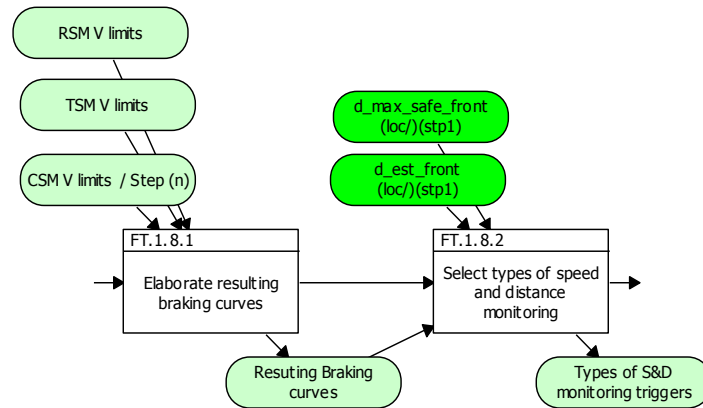 RSM V limits
TSM V limits
CSM V limits / Step (n)
d_max_safe_front
(loc/)(stp1)
d_est_front
(loc/)(stp1)
FT.1.8.1
Elaborate resulting
braking curves
FT.1.8.2
Select types of speed
and distance
monitoring
Resuting Braking
curves
Types of S&D
monitoring triggers